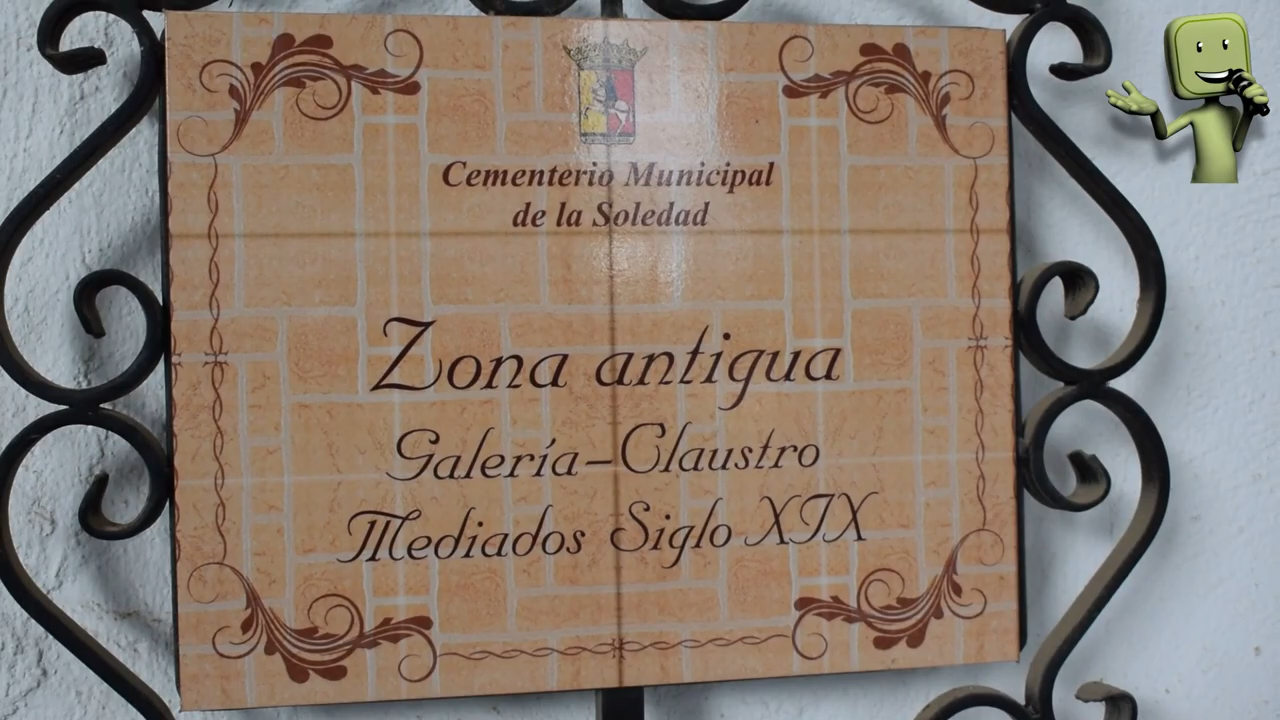 Cementerio Municipal
de la Soledad
Zona antigua
Galería-Claustro
Mediados Siglo XIX